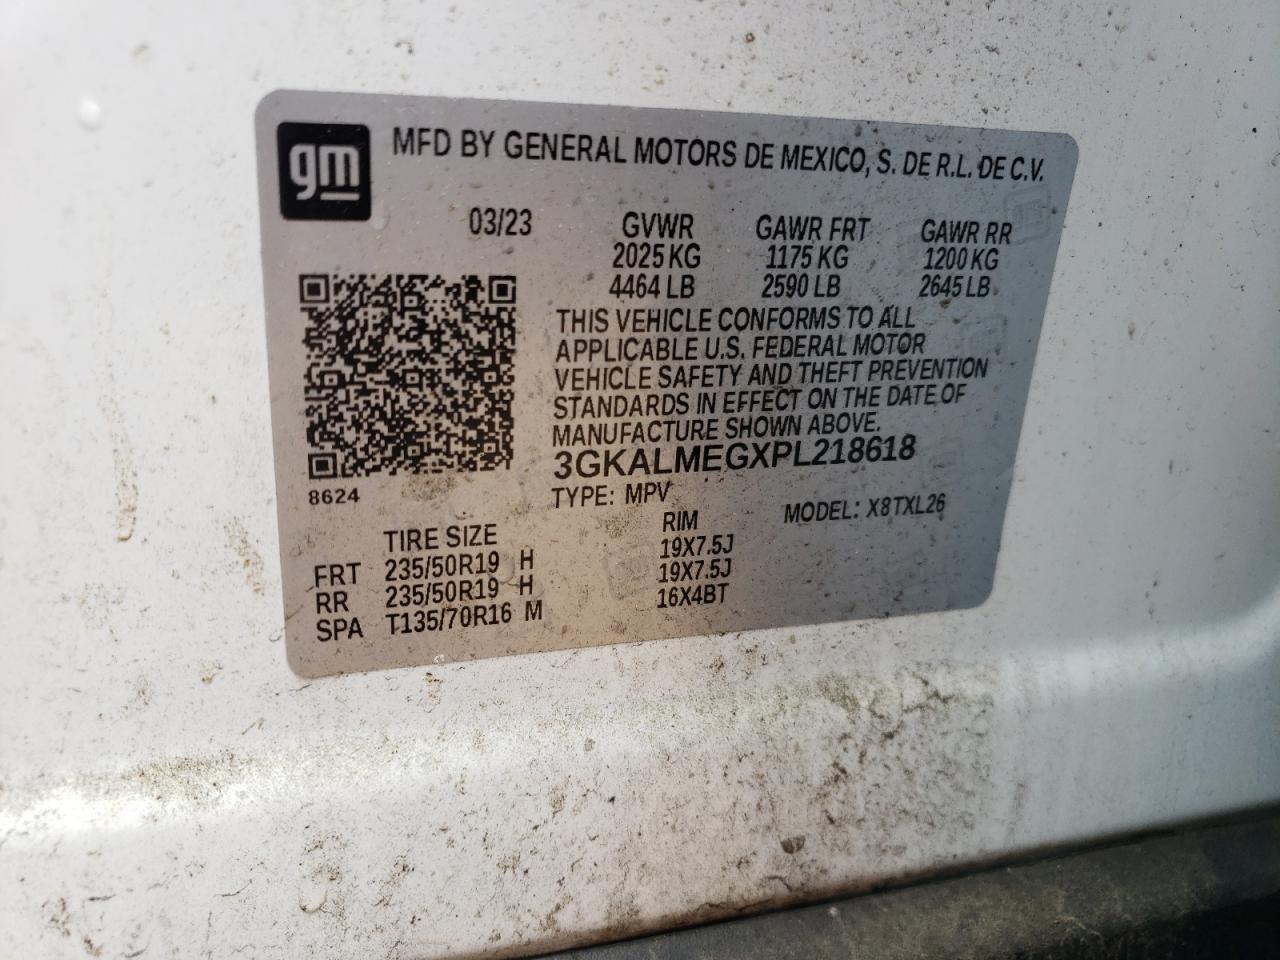 gm
MFD BY GENERAL MOTORS DE MEXICO, S. DE R.L. DE C.V.
03/23 GVWR GAWR FRT GAWR RR
2025 KG 1175 KG 1200 KG
4464 LB 2590 LB 2645 LB
THIS VEHICLE CONFORMS TO ALL
APPLICABLE U.S. FEDERAL MOTOR
VEHICLE SAFETY AND THEFT PREVENTION
STANDARDS IN EFFECT ON THE DATE OF
MANUFACTURE SHOWN ABOVE.
3GKALMEGXPL218618
8624
TYPE: MPV MODEL: X8TXL26
TIRE SIZE RIM
FRT 235/50R19 H 19X7.5J
RR 235/50R19 H 19X7.5J
SPA T135/70R16 M 16X4BT